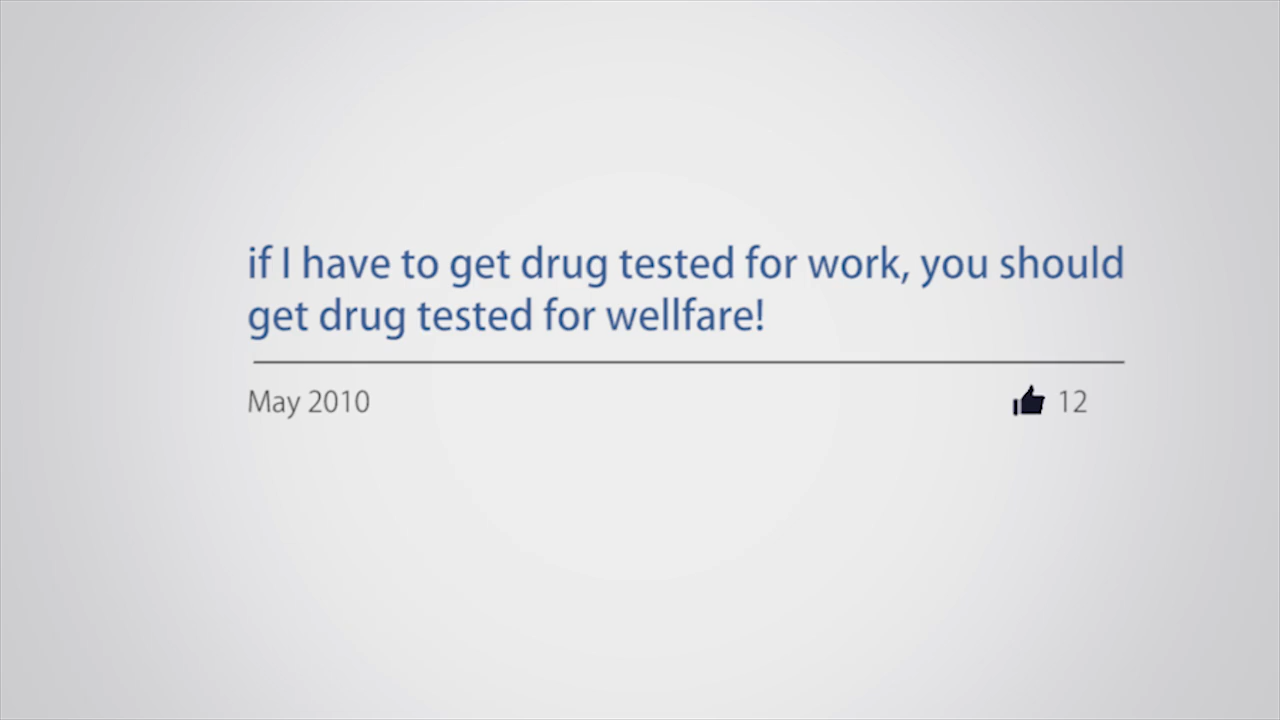 if I have to get drug tested for work, you should
get drug tested for wellfare!
May 2010 12